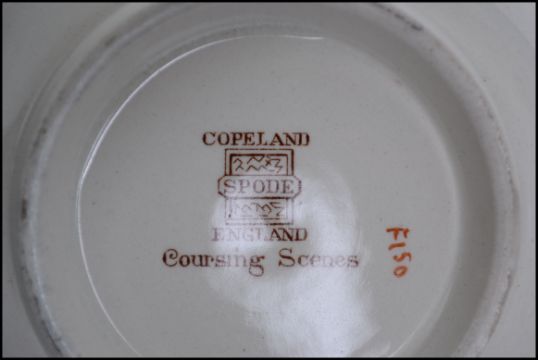 COPELAND
SPODE
ENGLAND
Coursing Scenes
F150